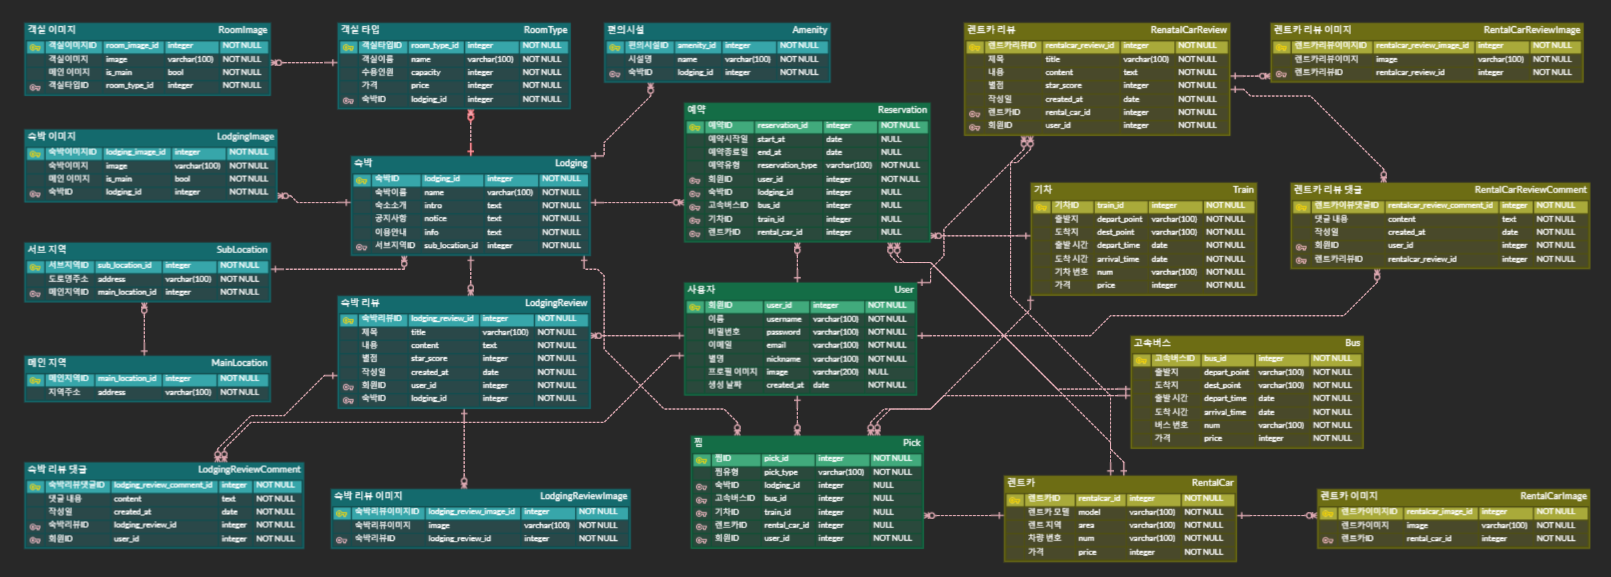 객실 이미지 RoomImage
객실이미지ID room_image_id integer NOT NULL
객실이미지 image varchar(100) NOT NULL
메인 이미지 is_main bool NOT NULL
객실타입ID room_type_id integer NOT NULL
객실 타입 RoomType
객실타입ID room_type_id integer NOT NULL
객실이름 name varchar(100) NOT NULL
수용인원 capacity integer NOT NULL
가격 price integer NOT NULL
숙박ID lodging_id integer NOT NULL
편의시설 Amenity
편의시설ID amenity_id integer NOT NULL
시설명 name varchar(100) NOT NULL
숙박ID lodging_id integer NOT NULL
렌트카 리뷰 RenatalCarReview
렌트카리뷰ID rentalcar_review_id integer NOT NULL
제목 title varchar(100) NOT NULL
내용 content text NOT NULL
별점 star_score integer NOT NULL
작성일 created_at date NOT NULL
렌트카ID rental_car_id integer NOT NULL
회원ID user_id integer NOT NULL
렌트카 리뷰 이미지 RentalCarReviewImage
렌트카리뷰이미지ID rentalcar_review_image_id integer NOT NULL
렌트카리뷰이미지 image varchar(100) NOT NULL
렌트카리뷰ID rentalcar_review_id integer NOT NULL
숙박 이미지 LodgingImage
숙박이미지ID lodging_image_id integer NOT NULL
숙박이미지 image varchar(100) NOT NULL
메인 이미지 is_main bool NOT NULL
숙박ID lodging_id integer NOT NULL
숙박 Lodging
숙박ID lodging_id integer NOT NULL
숙박이름 name varchar(100) NOT NULL
숙소소개 intro text NOT NULL
공지사항 notice text NOT NULL
이용안내 info text NOT NULL
서브지역ID sub_location_id integer NOT NULL
예약 Reservation
예약ID reservation_id integer NOT NULL
예약시작일 start_at date NULL
예약종료일 end_at date NULL
예약유형 reservation_type varchar(100) NOT NULL
회원ID user_id integer NOT NULL
숙박ID lodging_id integer NULL
고속버스ID bus_id integer NULL
기차ID train_id integer NULL
렌트카ID rental_car_id integer NULL
기차 Train
기차ID train_id integer NOT NULL
출발지 depart_point varchar(100) NOT NULL
도착지 dest_point varchar(100) NOT NULL
출발 시간 depart_time date NOT NULL
도착 시간 arrival_time date NOT NULL
기차 번호 num varchar(100) NOT NULL
가격 price integer NOT NULL
렌트카 리뷰 댓글 RentalCarReviewComment
렌트카이뷰댓글ID rentalcar_review_comment_id integer NOT NULL
댓글 내용 content text NOT NULL
작성일 created_at date NOT NULL
회원ID user_id integer NOT NULL
렌트카리뷰ID rentalcar_review_id integer NOT NULL
서브 지역 SubLocation
서브지역ID sub_location_id integer NOT NULL
도로명주소 address varchar(100) NOT NULL
메인지역ID main_location_id integer NOT NULL
숙박 리뷰 LodgingReview
숙박리뷰ID lodging_review_id integer NOT NULL
제목 title varchar(100) NOT NULL
내용 content text NOT NULL
별점 star_score integer NOT NULL
작성일 created_at date NOT NULL
회원ID user_id integer NOT NULL
숙박ID lodging_id integer NOT NULL
사용자 User
회원ID user_id integer NOT NULL
이름 username varchar(100) NOT NULL
비밀번호 password varchar(100) NOT NULL
이메일 email varchar(100) NOT NULL
별명 nickname varchar(100) NOT NULL
프로필 이미지 image varchar(200) NULL
생성 날짜 created_at date NOT NULL
고속버스 Bus
고속버스ID bus_id integer NOT NULL
출발지 depart_point varchar(100) NOT NULL
도착지 dest_point varchar(100) NOT NULL
출발 시간 depart_time date NOT NULL
도착 시간 arrival_time date NOT NULL
버스 번호 num varchar(100) NOT NULL
가격 price integer NOT NULL
메인 지역 MainLocation
메인지역ID main_location_id integer NOT NULL
지역주소 address varchar(100) NOT NULL
숙박 리뷰 댓글 LodgingReviewComment
숙박리뷰댓글ID lodging_review_comment_id integer NOT NULL
댓글 내용 content text NOT NULL
작성일 created_at date NOT NULL
숙박리뷰ID lodging_review_id integer NOT NULL
회원ID user_id integer NOT NULL
숙박 리뷰 이미지 LodgingReviewImage
숙박리뷰이미지ID lodging_review_image_id integer NOT NULL
숙박리뷰이미지 image varchar(100) NOT NULL
숙박리뷰ID lodging_review_id integer NOT NULL
찜 Pick
찜ID pick_id integer NOT NULL
찜유형 pick_type varchar(100) NOT NULL
숙박ID lodging_id integer NULL
고속버스ID bus_id integer NULL
기차ID train_id integer NULL
렌트카ID rental_car_id integer NULL
회원ID user_id integer NOT NULL
렌트카 RentalCar
렌트카ID rentalcar_id integer NOT NULL
렌트카 모델 model varchar(100) NOT NULL
렌트 지역 area varchar(100) NOT NULL
차량 번호 num varchar(100) NOT NULL
가격 price integer NOT NULL
렌트카 이미지 RentalCarImage
렌트카이미지ID rentalcar_image_id integer NOT NULL
렌트카이미지 image varchar(100) NOT NULL
렌트카ID rental_car_id integer NOT NULL